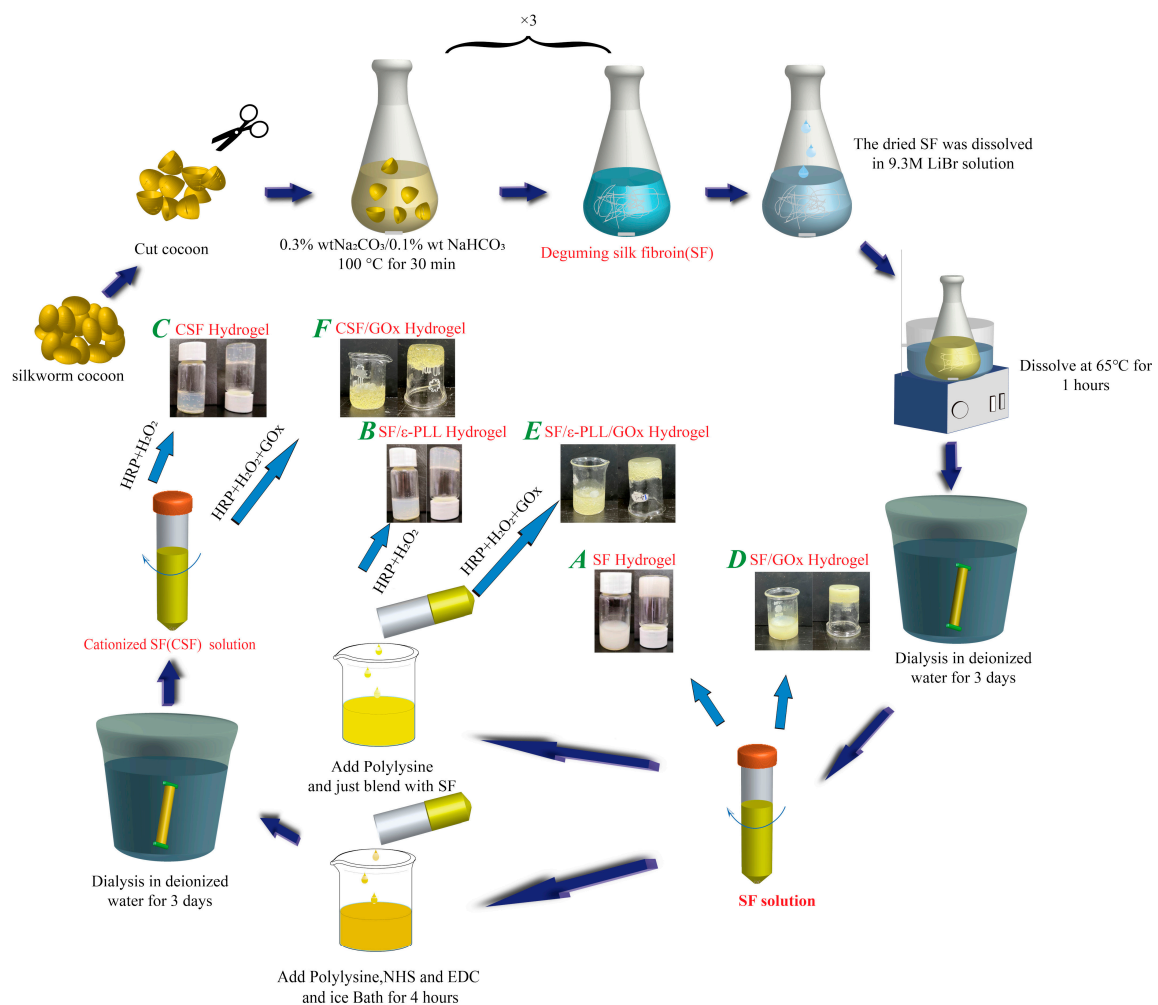 ×3
The dried SF was dissolved
in 9.3M LiBr solution
Cut cocoon
0.3% wtNa₂CO₃/0.1% wt NaHCO₃
100 °C for 30 min
Deguming silk fibroin(SF)
silkworm cocoon
C CSF Hydrogel
F CSF/GOx Hydrogel
Dissolve at 65℃ for
1 hours
HRP+H₂O₂
HRP+H₂O₂+GOx
B SF/ε-PLL Hydrogel
E SF/ε-PLL/GOx Hydrogel
HRP+H₂O₂
HRP+H₂O₂+GOx
A SF Hydrogel
D SF/GOx Hydrogel
Cationized SF(CSF) solution
Dialysis in deionized
water for 3 days
Add Polylysine
and just blend with SF
Dialysis in deionized
water for 3 days
SF solution
Add Polylysine,NHS and EDC
and ice Bath for 4 hours